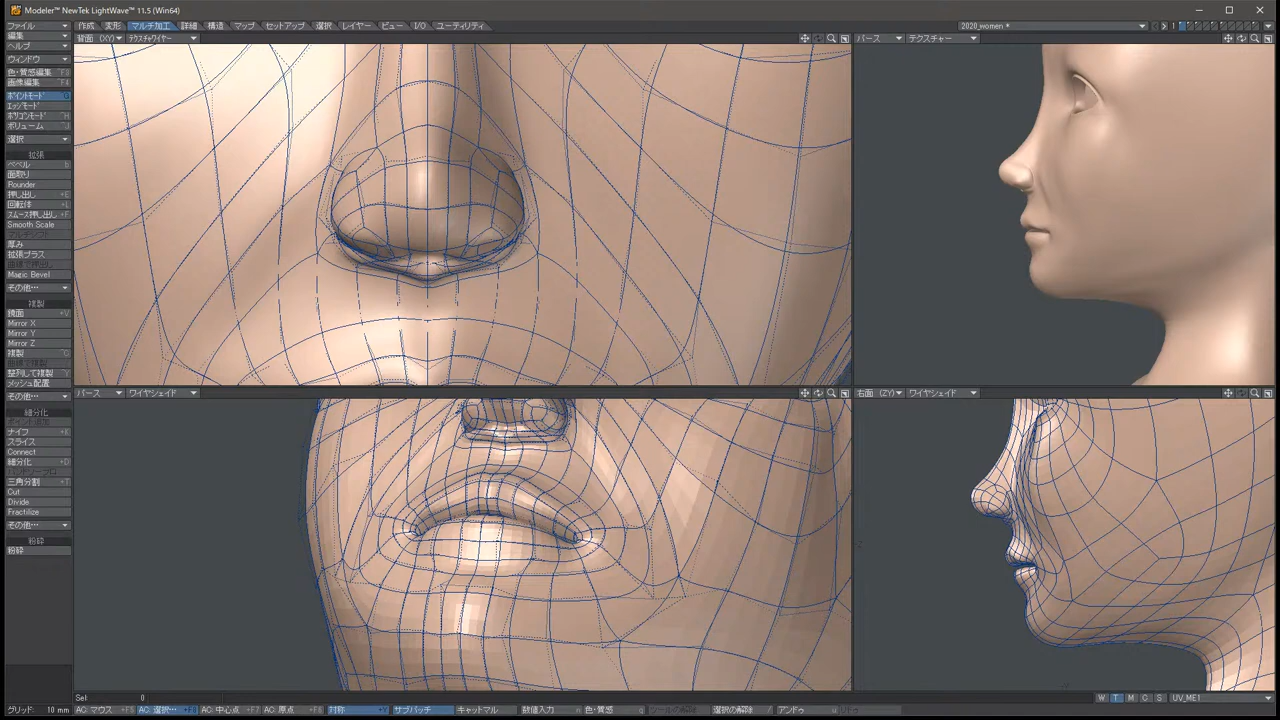 Modeler™ NewTek LightWave™ 11.5 (Win64)
ファイル 作成 変形 マルチ加工 詳細 構造 マップ セットアップ 選択 レイヤー ビュー I/O ユーティリティ 2020_women * 1
編集 背面 (XY) テクスチャワイヤー パース テクスチャー
ヘルプ
ウィンドウ
色・質感編集 ^F3
画像編集 ^F4
ポイントモード G
エッジモード
ポリゴンモード ^H
ボリューム ^J
選択
拡張
ベベル b
面取り
Rounder
押し出し +E
回転体 +L
スムース押し出し +F
Smooth Scale
厚み
拡張プラス
Magic Bevel
その他…
複製
鏡面 +V
Mirror X
Mirror Y
Mirror Z
複製 ^C
整列して複製 ^Y
メッシュ配置
その他…
パース ワイヤシェイド 右面 (ZY) ワイヤシェイド
細分化
ナイフ +K
スライス
Connect
細分化 +D
三角分割 +T
Cut
Divide
Fractilize
その他…
粉砕
粉砕
Sel: 0 W T M C S UV_ME1
グリッド: 10 mm AC: マウス +F5 AC: 選択… +F8 AC: 中心点 +F7 AC: 原点 +F6 対称 +Y サブパッチ キャットマル 数値入力 n 色・質感 q 選択の解除 / アンドゥ u